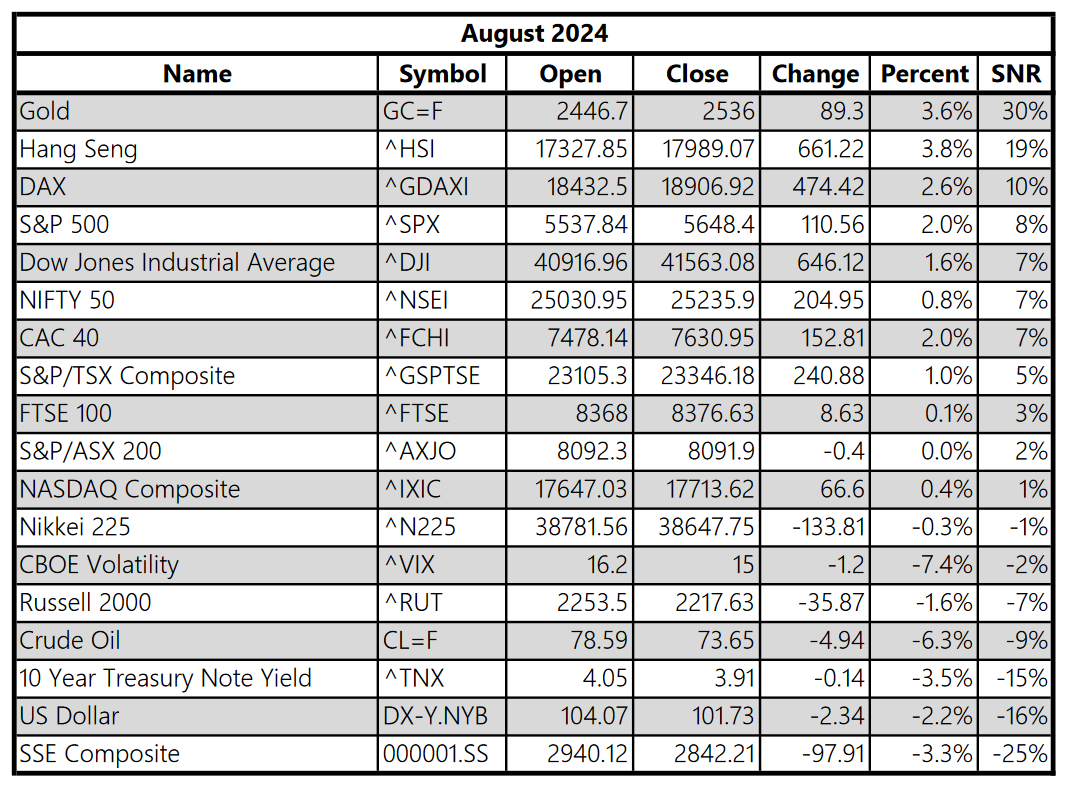 August 2024
Name Symbol Open Close Change Percent SNR
Gold GC=F 2446.7 2536 89.3 3.6% 30%
Hang Seng ^HSI 17327.85 17989.07 661.22 3.8% 19%
DAX ^GDAXI 18432.5 18906.92 474.42 2.6% 10%
S&P 500 ^SPX 5537.84 5648.4 110.56 2.0% 8%
Dow Jones Industrial Average ^DJI 40916.96 41563.08 646.12 1.6% 7%
NIFTY 50 ^NSEI 25030.95 25235.9 204.95 0.8% 7%
CAC 40 ^FCHI 7478.14 7630.95 152.81 2.0% 7%
S&P/TSX Composite ^GSPTSE 23105.3 23346.18 240.88 1.0% 5%
FTSE 100 ^FTSE 8368 8376.63 8.63 0.1% 3%
S&P/ASX 200 ^AXJO 8092.3 8091.9 -0.4 0.0% 2%
NASDAQ Composite ^IXIC 17647.03 17713.62 66.6 0.4% 1%
Nikkei 225 ^N225 38781.56 38647.75 -133.81 -0.3% -1%
CBOE Volatility ^VIX 16.2 15 -1.2 -7.4% -2%
Russell 2000 ^RUT 2253.5 2217.63 -35.87 -1.6% -7%
Crude Oil CL=F 78.59 73.65 -4.94 -6.3% -9%
10 Year Treasury Note Yield ^TNX 4.05 3.91 -0.14 -3.5% -15%
US Dollar DX-Y.NYB 104.07 101.73 -2.34 -2.2% -16%
SSE Composite 000001.SS 2940.12 2842.21 -97.91 -3.3% -25%